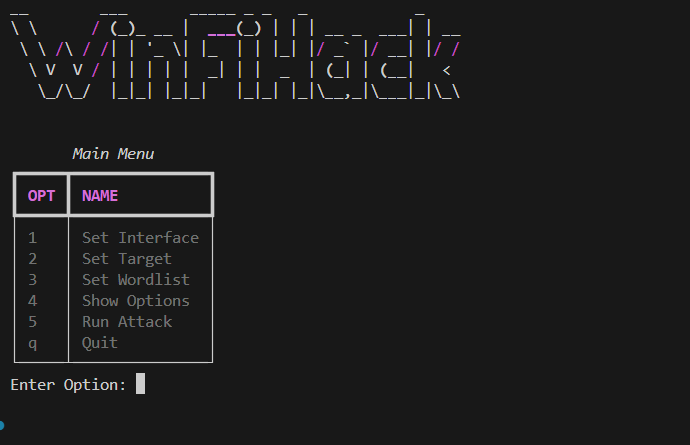 WinFiHack
Main Menu
OPT NAME
1 Set Interface
2 Set Target
3 Set Wordlist
4 Show Options
5 Run Attack
q Quit
Enter Option: